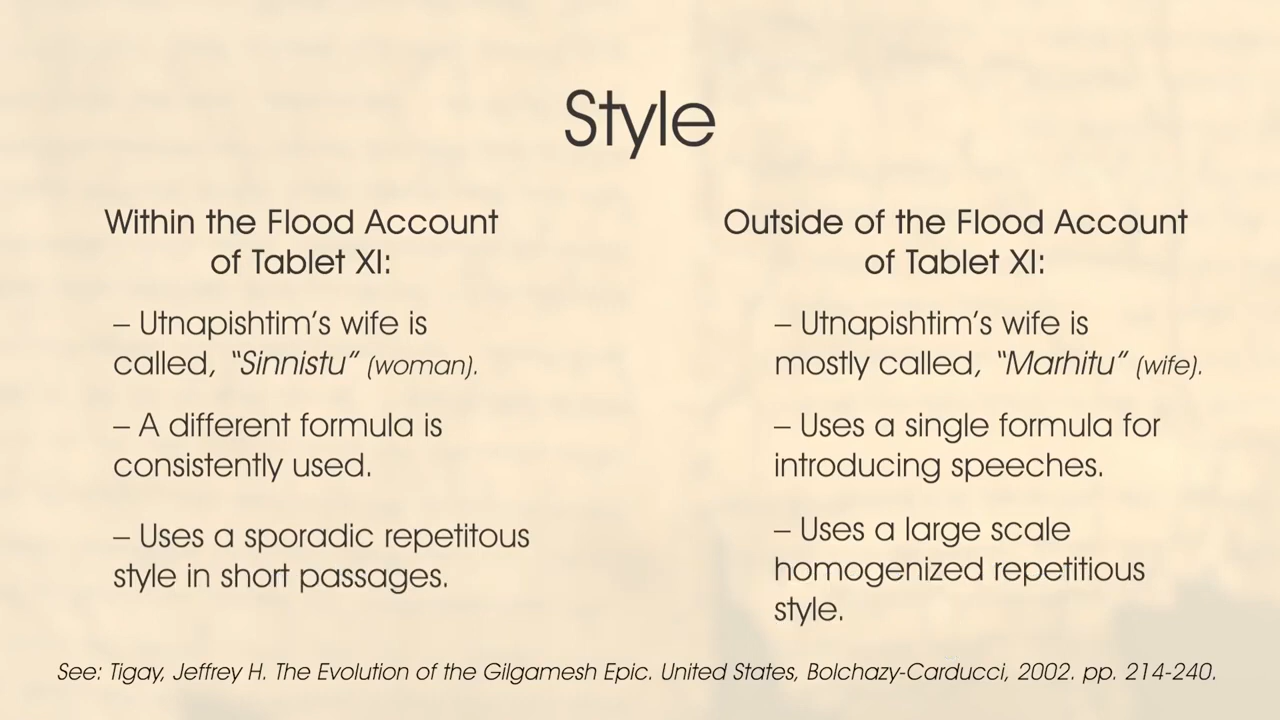 Style
Within the Flood Account
of Tablet XI:
– Utnapishtim’s wife is
called, “Sinnistu” (woman).
– A different formula is
consistently used.
– Uses a sporadic repetitous
style in short passages.
Outside of the Flood Account
of Tablet XI:
– Utnapishtim’s wife is
mostly called, “Marhitu” (wife).
– Uses a single formula for
introducing speeches.
– Uses a large scale
homogenized repetitious
style.
See: Tigay, Jeffrey H. The Evolution of the Gilgamesh Epic. United States, Bolchazy-Carducci, 2002. pp. 214-240.